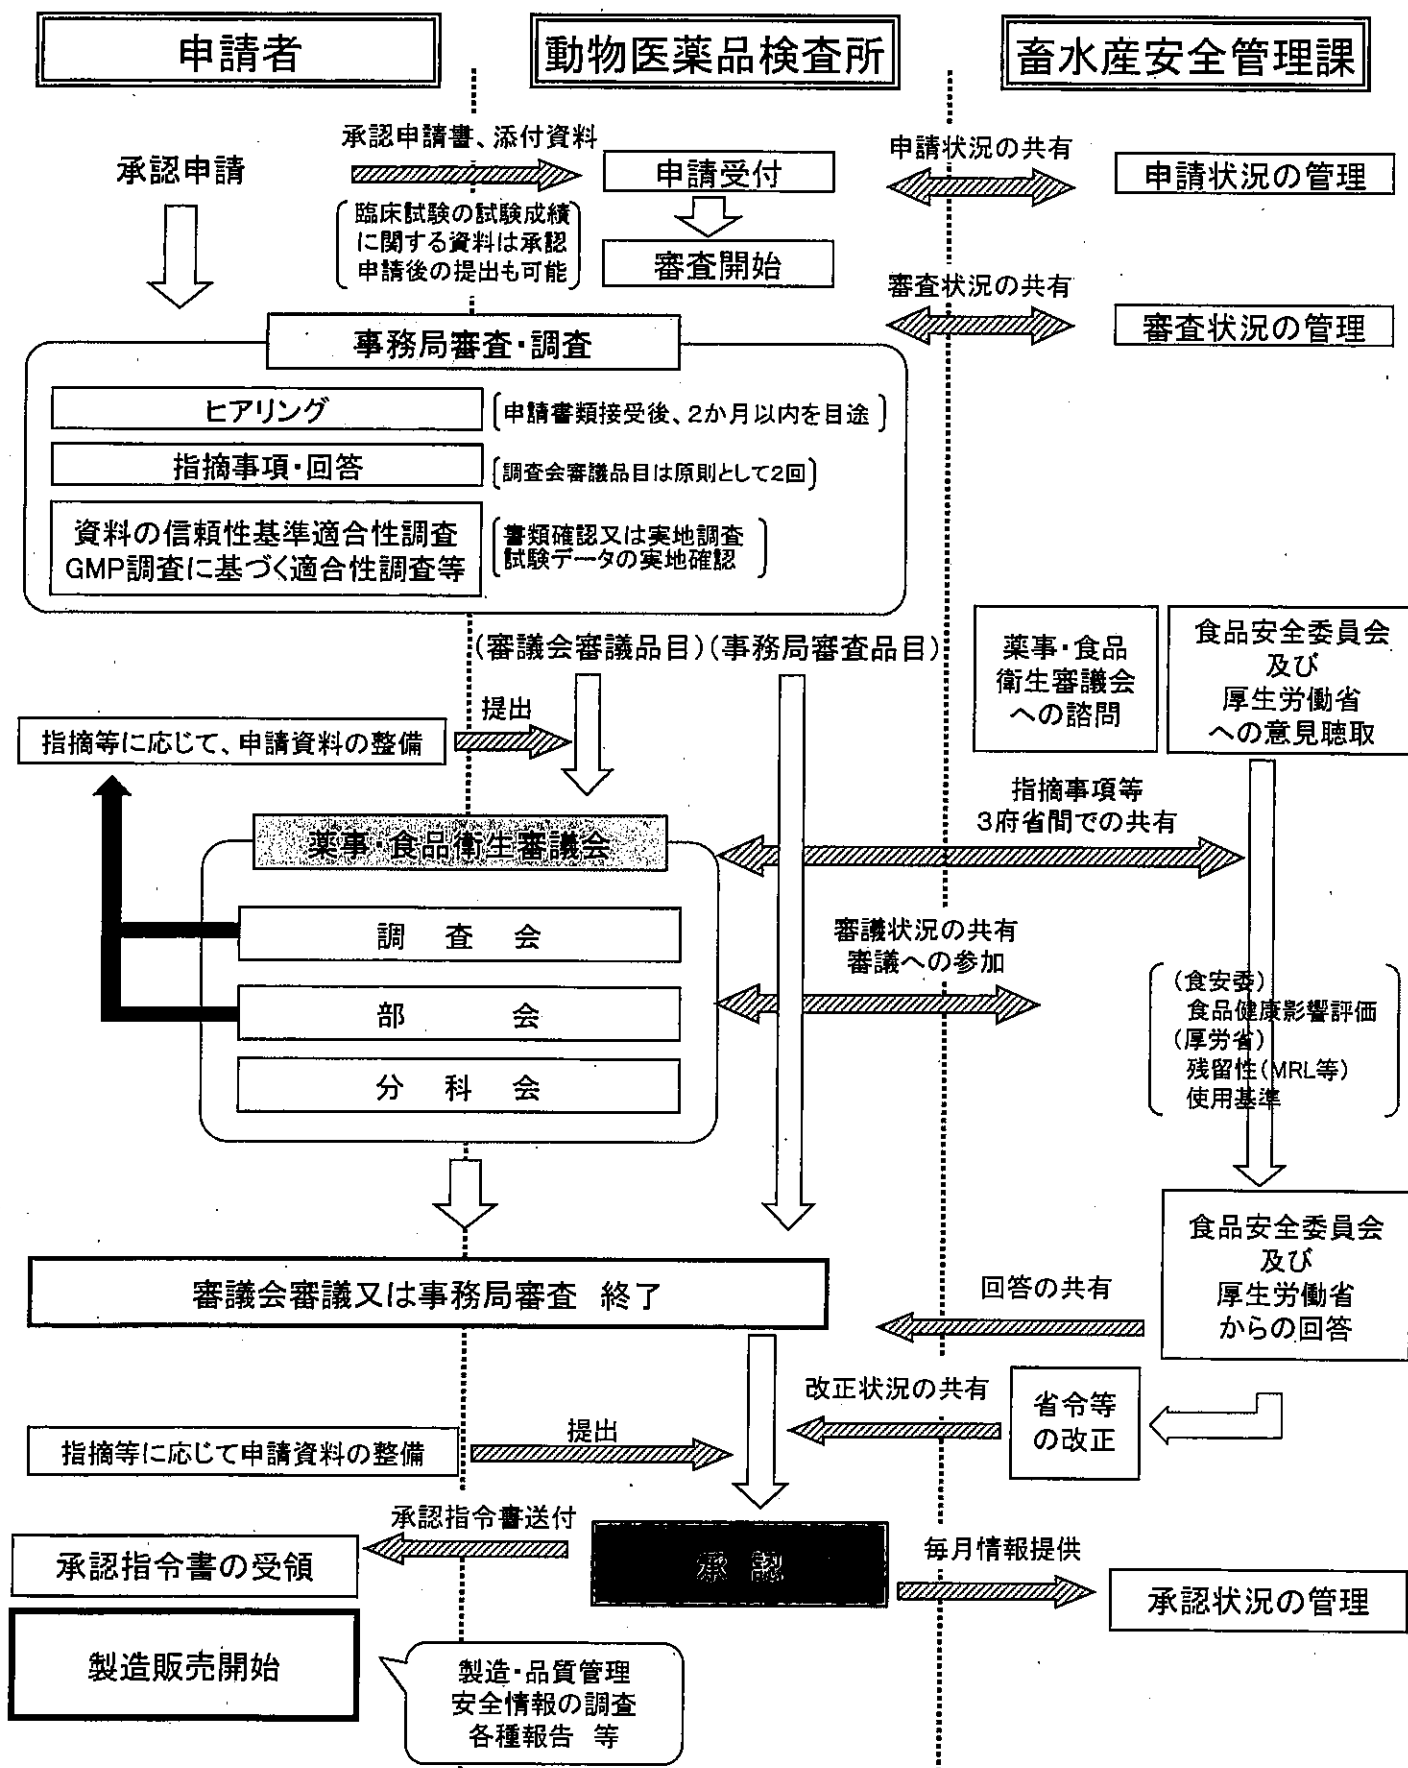 申請者
動物医薬品検査所
畜水産安全管理課
承認申請
承認申請書、添付資料
申請受付
申請状況の共有
申請状況の管理
臨床試験の試験成績
に関する資料は承認
申請後の提出も可能
審査開始
審査状況の共有
審査状況の管理
事務局審査・調査
ヒアリング
申請書類接受後、2か月以内を目途
指摘事項・回答
調査会審議品目は原則として2回
資料の信頼性基準適合性調査
GMP調査に基づく適合性調査等
書類確認又は実地調査
試験データの実地確認
(審議会審議品目)(事務局審査品目)
薬事・食品
衛生審議会
への諮問
食品安全委員会
及び
厚生労働省
への意見聴取
指摘等に応じて、申請資料の整備
提出
指摘事項等
3府省間での共有
薬事・食品衛生審議会
調 査 会
審議状況の共有
審議への参加
部 会
分 科 会
(食安委)
食品健康影響評価
(厚労省)
残留性(MRL等)
使用基準
審議会審議又は事務局審査 終了
回答の共有
食品安全委員会
及び
厚生労働省
からの回答
改正状況の共有
省令等
の改正
指摘等に応じて申請資料の整備
提出
承認指令書送付
承認指令書の受領
承 認
毎月情報提供
承認状況の管理
製造販売開始
製造・品質管理
安全情報の調査
各種報告 等